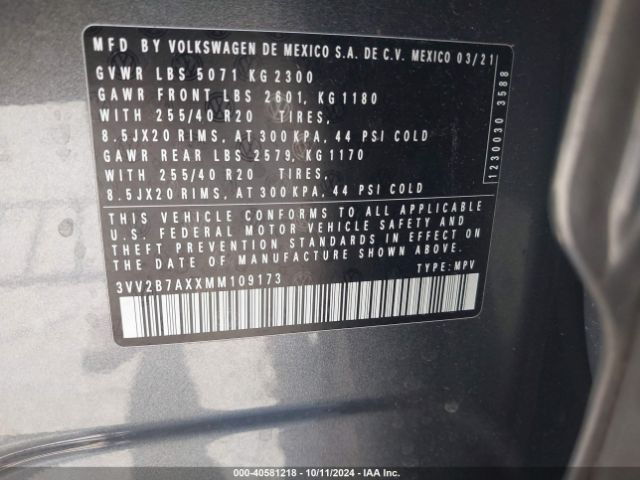 MFD BY VOLKSWAGEN DE MEXICO S.A. DE C.V. MEXICO 03/21
GVWR LBS 5071 KG 2300
GAWR FRONT LBS 2601, KG 1180
WITH 255/40 R20 TIRES,
8.5JX20 RIMS, AT 300 KPA, 44 PSI COLD
GAWR REAR LBS 2579, KG 1170
WITH 255/40 R20 TIRES,
8.5JX20 RIMS, AT 300 KPA, 44 PSI COLD
THIS VEHICLE CONFORMS TO ALL APPLICABLE
U.S. FEDERAL MOTOR VEHICLE SAFETY AND
THEFT PREVENTION STANDARDS IN EFFECT ON
THE DATE OF MANUFACTURE SHOWN ABOVE.
3VV2B7AXXMM109173 TYPE: MPV
1230030 3588
000-40581218 - 10/11/2024 - IAA Inc.